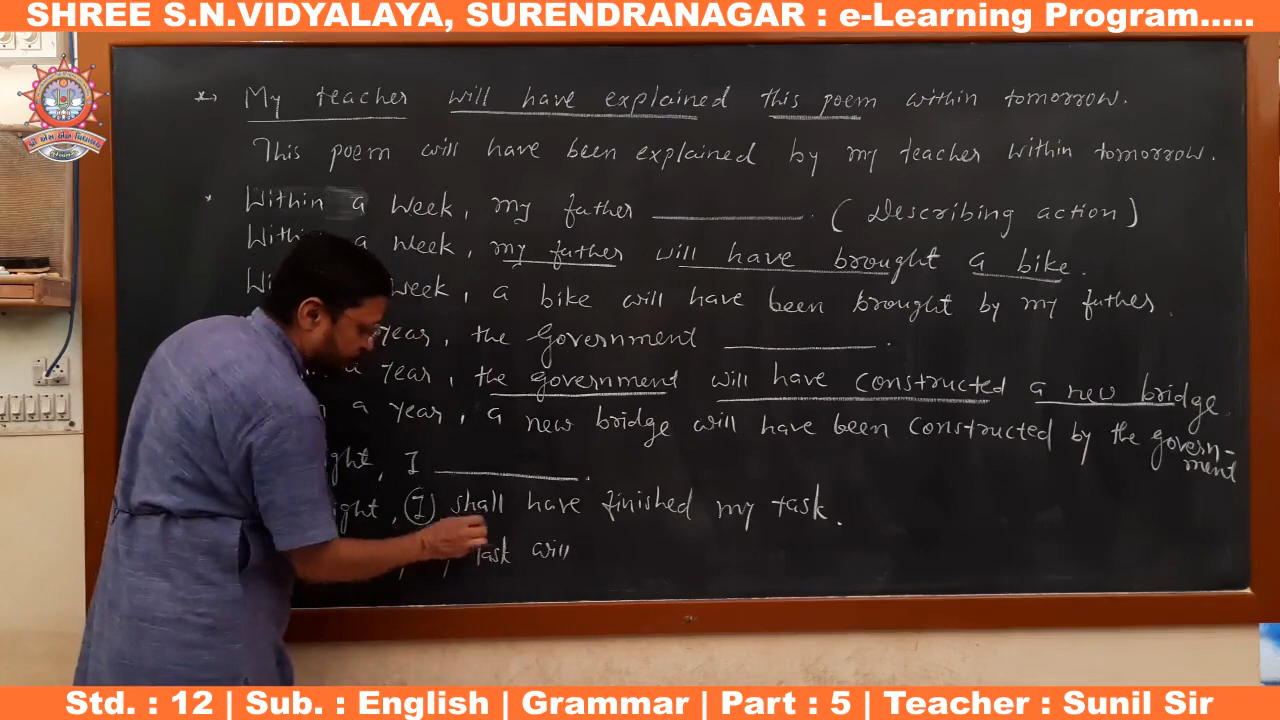 SHREE S.N.VIDYALAYA, SURENDRANAGAR : e-Learning Program.....
My teacher will have explained this poem within tomorrow.
This poem will have been explained by my teacher within tomorrow.
Within a week, my father ________. (Describing action)
a week, my father will have brought a bike.
week, a bike will have been brought by my father.
year, the Government ________.
a year, the government will have constructed a new bridge.
a year, a new bridge will have been constructed by the govern-
ment
I ________.
I shall have finished my task.
task will
Std. : 12 | Sub. : English | Grammar | Part : 5 | Teacher : Sunil Sir